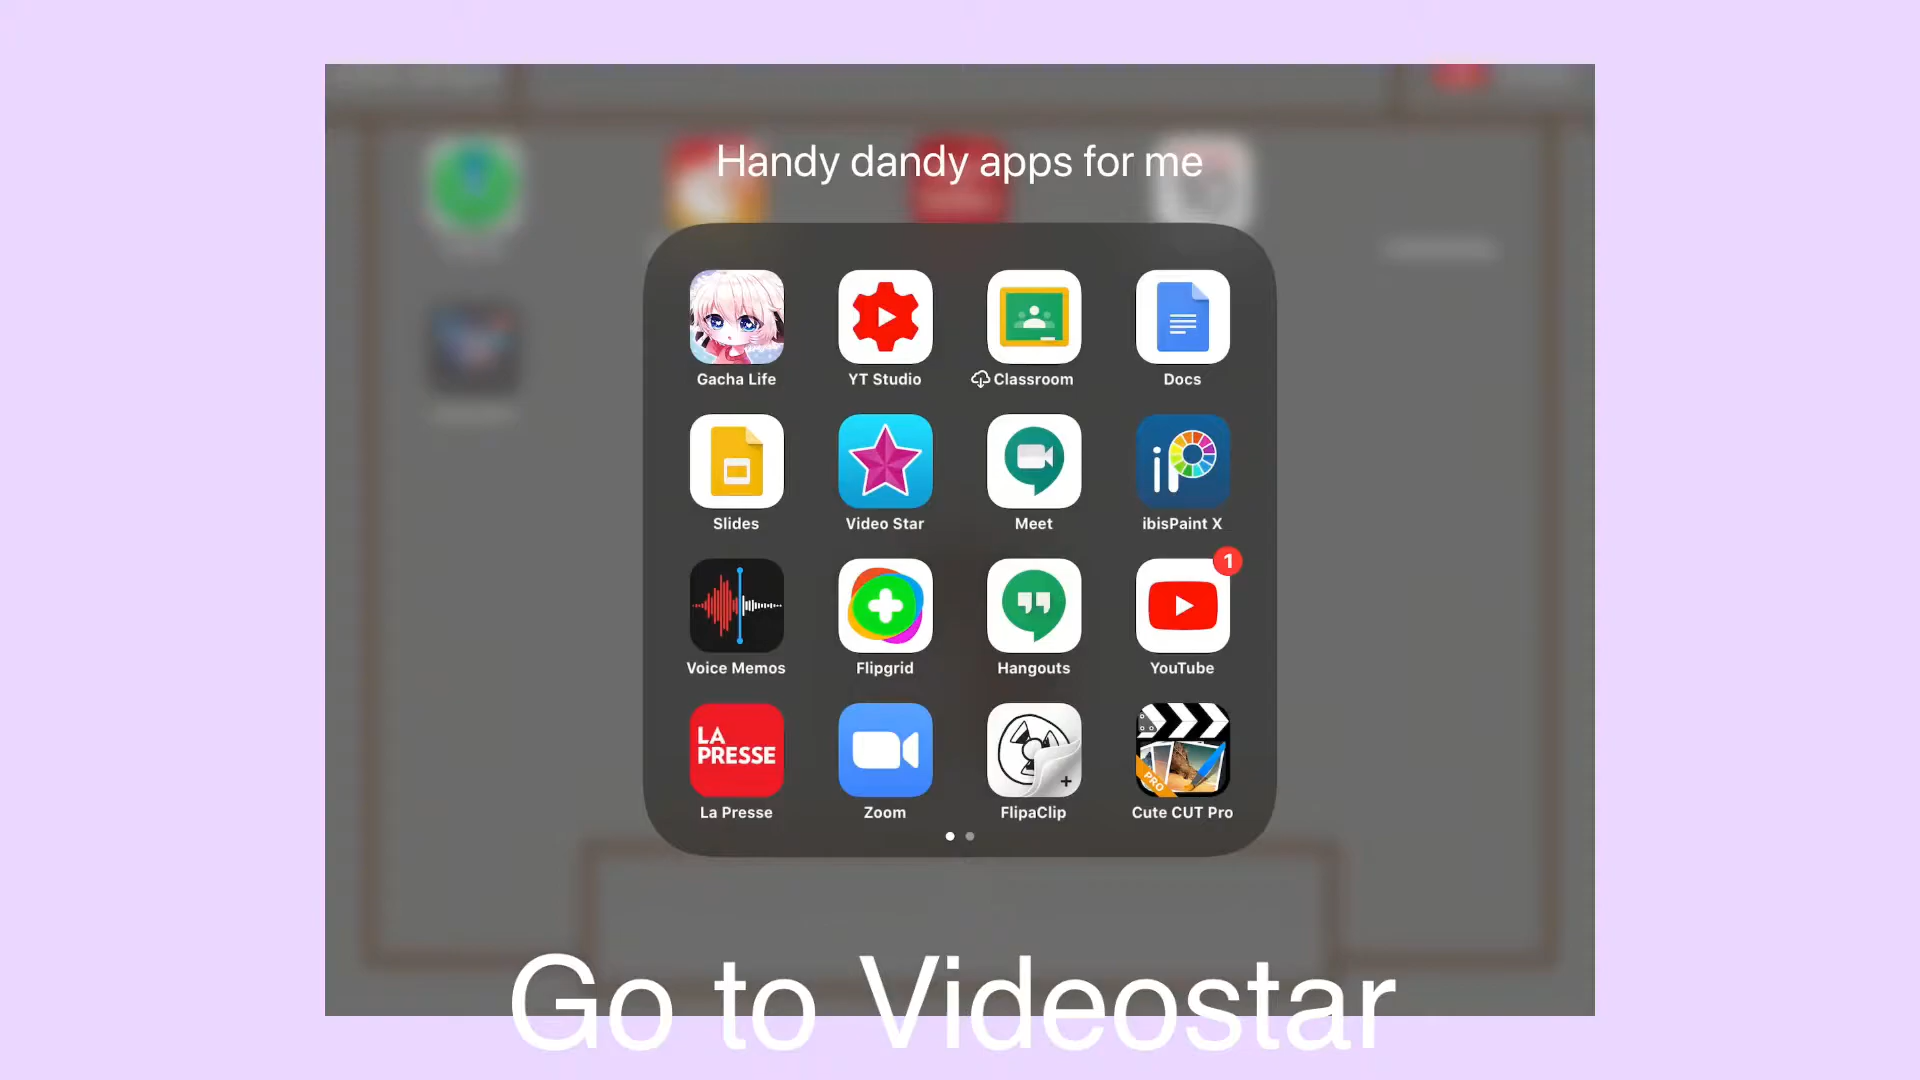 Handy dandy apps for me
Gacha Life
YT Studio
Classroom
Docs
iP
Slides
Video Star
Meet
ibisPaint X
1
Voice Memos
Flipgrid
Hangouts
YouTube
LA
PRESSE
PRO
La Presse
Zoom
FlipaClip
Cute CUT Pro
Go to Videostar